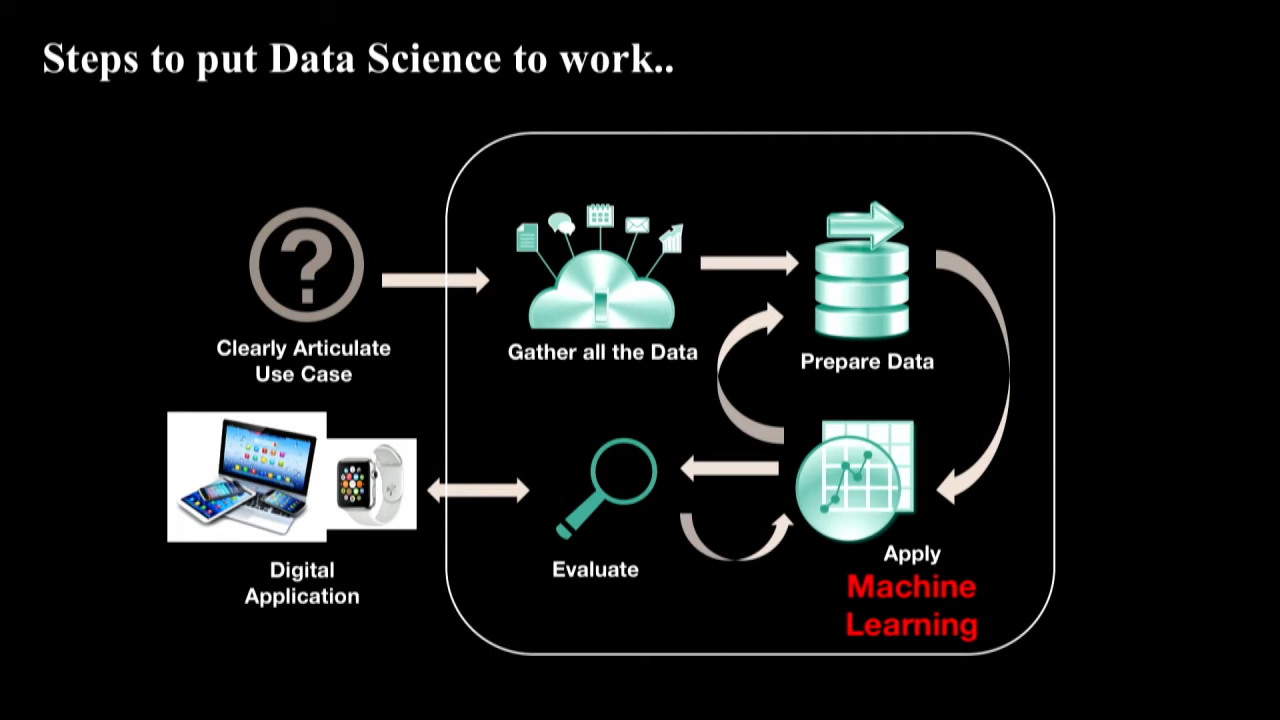 Steps to put Data Science to work..
Clearly Articulate
Use Case
Gather all the Data
Prepare Data
Digital
Application
Evaluate
Apply
Machine
Learning